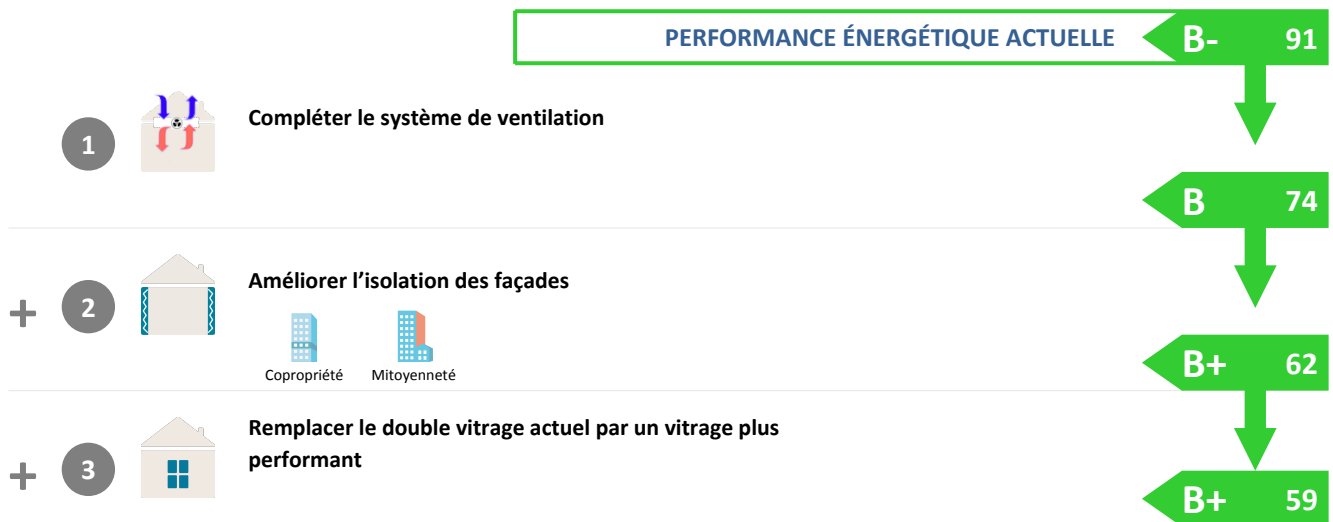 PERFORMANCE ÉNERGÉTIQUE ACTUELLE B- 91
1 Compléter le système de ventilation
B 74
+ 2 Améliorer l'isolation des façades
Copropriété Mitoyenneté
B+ 62
+ 3 Remplacer le double vitrage actuel par un vitrage plus
performant
B+ 59